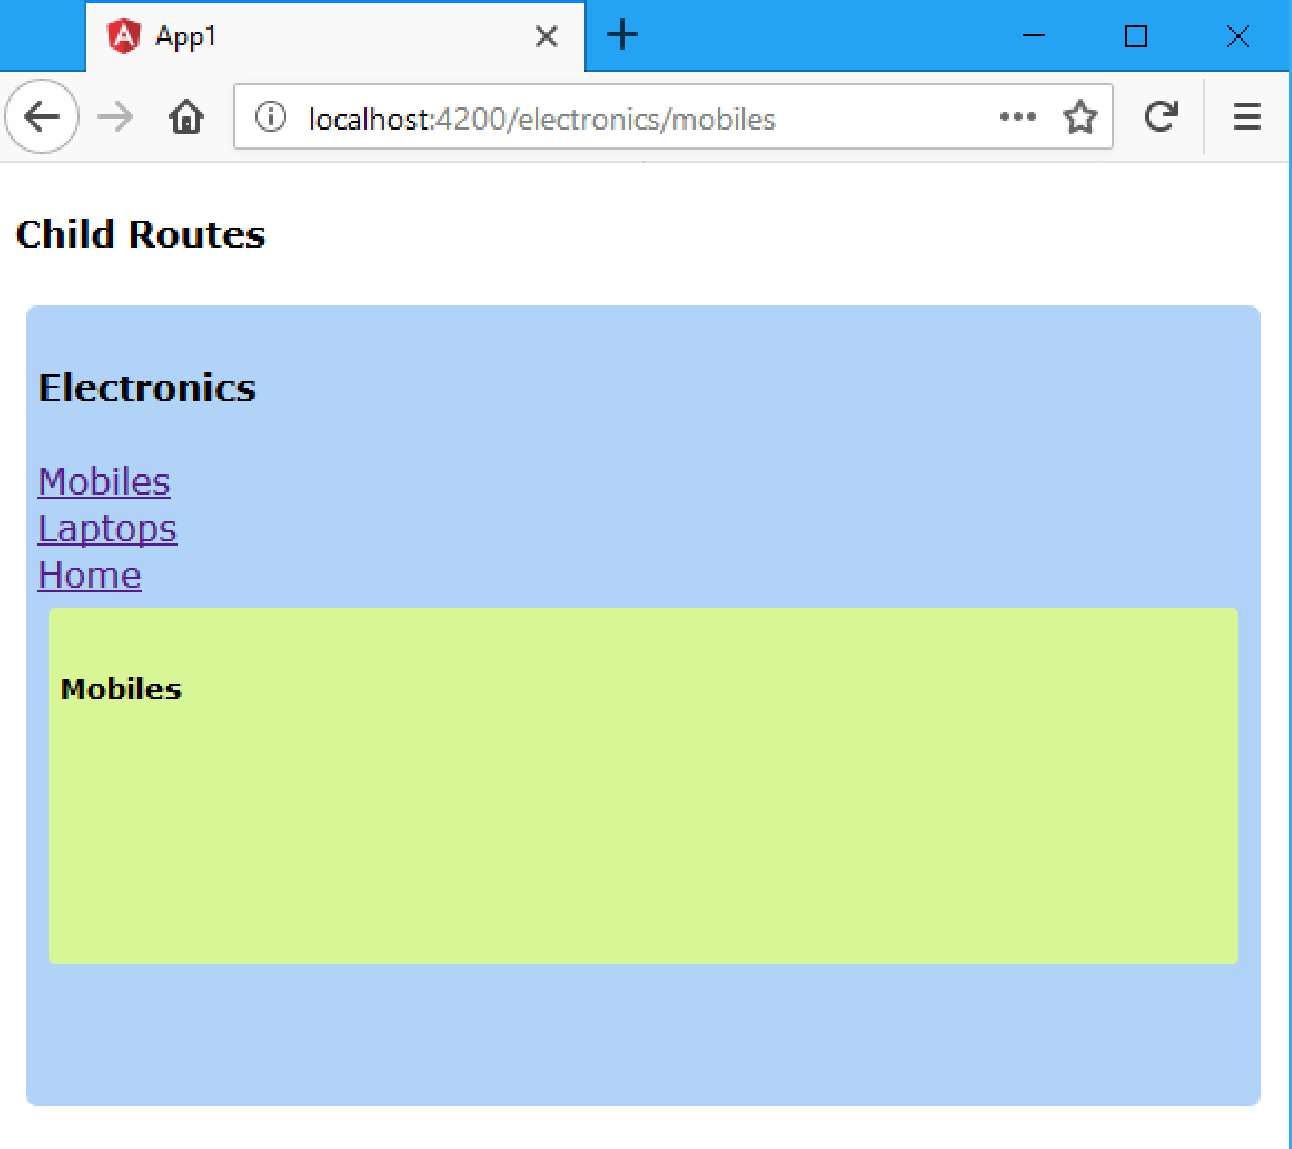 App1
localhost:4200/electronics/mobiles
Child Routes
Electronics
Mobiles
Laptops
Home
Mobiles